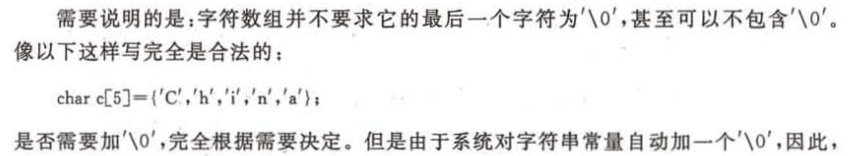 需要说明的是:字符数组并不要求它的最后一个字符为'\0',甚至可以不包含'\0'。
像以下这样写完全是合法的:
char c[5]={'C','h','i','n','a'};
是否需要加'\0',完全根据需要决定。但是由于系统对字符串常量自动加一个'\0',因此,